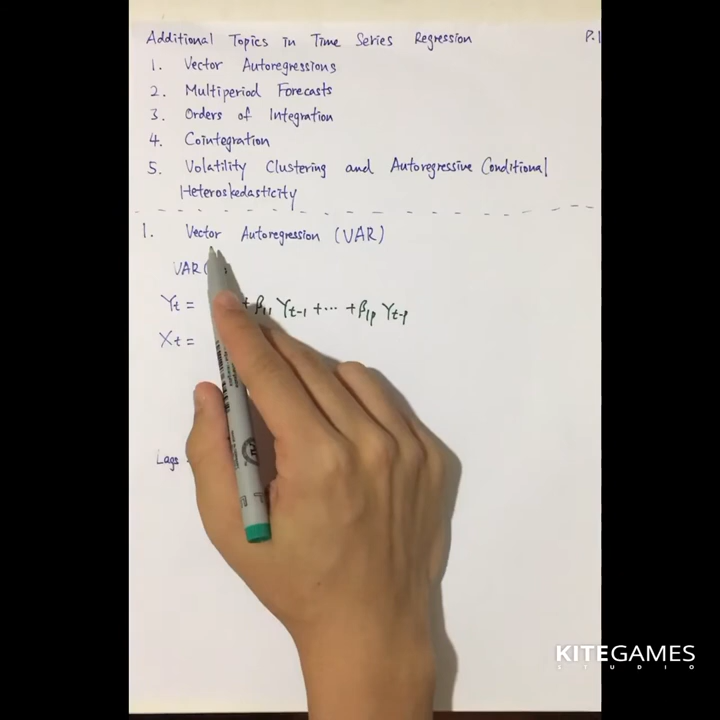 Additional Topics in Time Series Regression P.1
1. Vector Autoregressions
2. Multiperiod Forecasts
3. Orders of Integration
4. Cointegration
5. Volatility Clustering and Autoregressive Conditional
Heteroskedasticity
1. Vector Autoregression (VAR)
VAR(
Yt = + β11 Yt-1 + ... + β1p Yt-p
Xt =
Lags
KITEGAMES
STUDIO